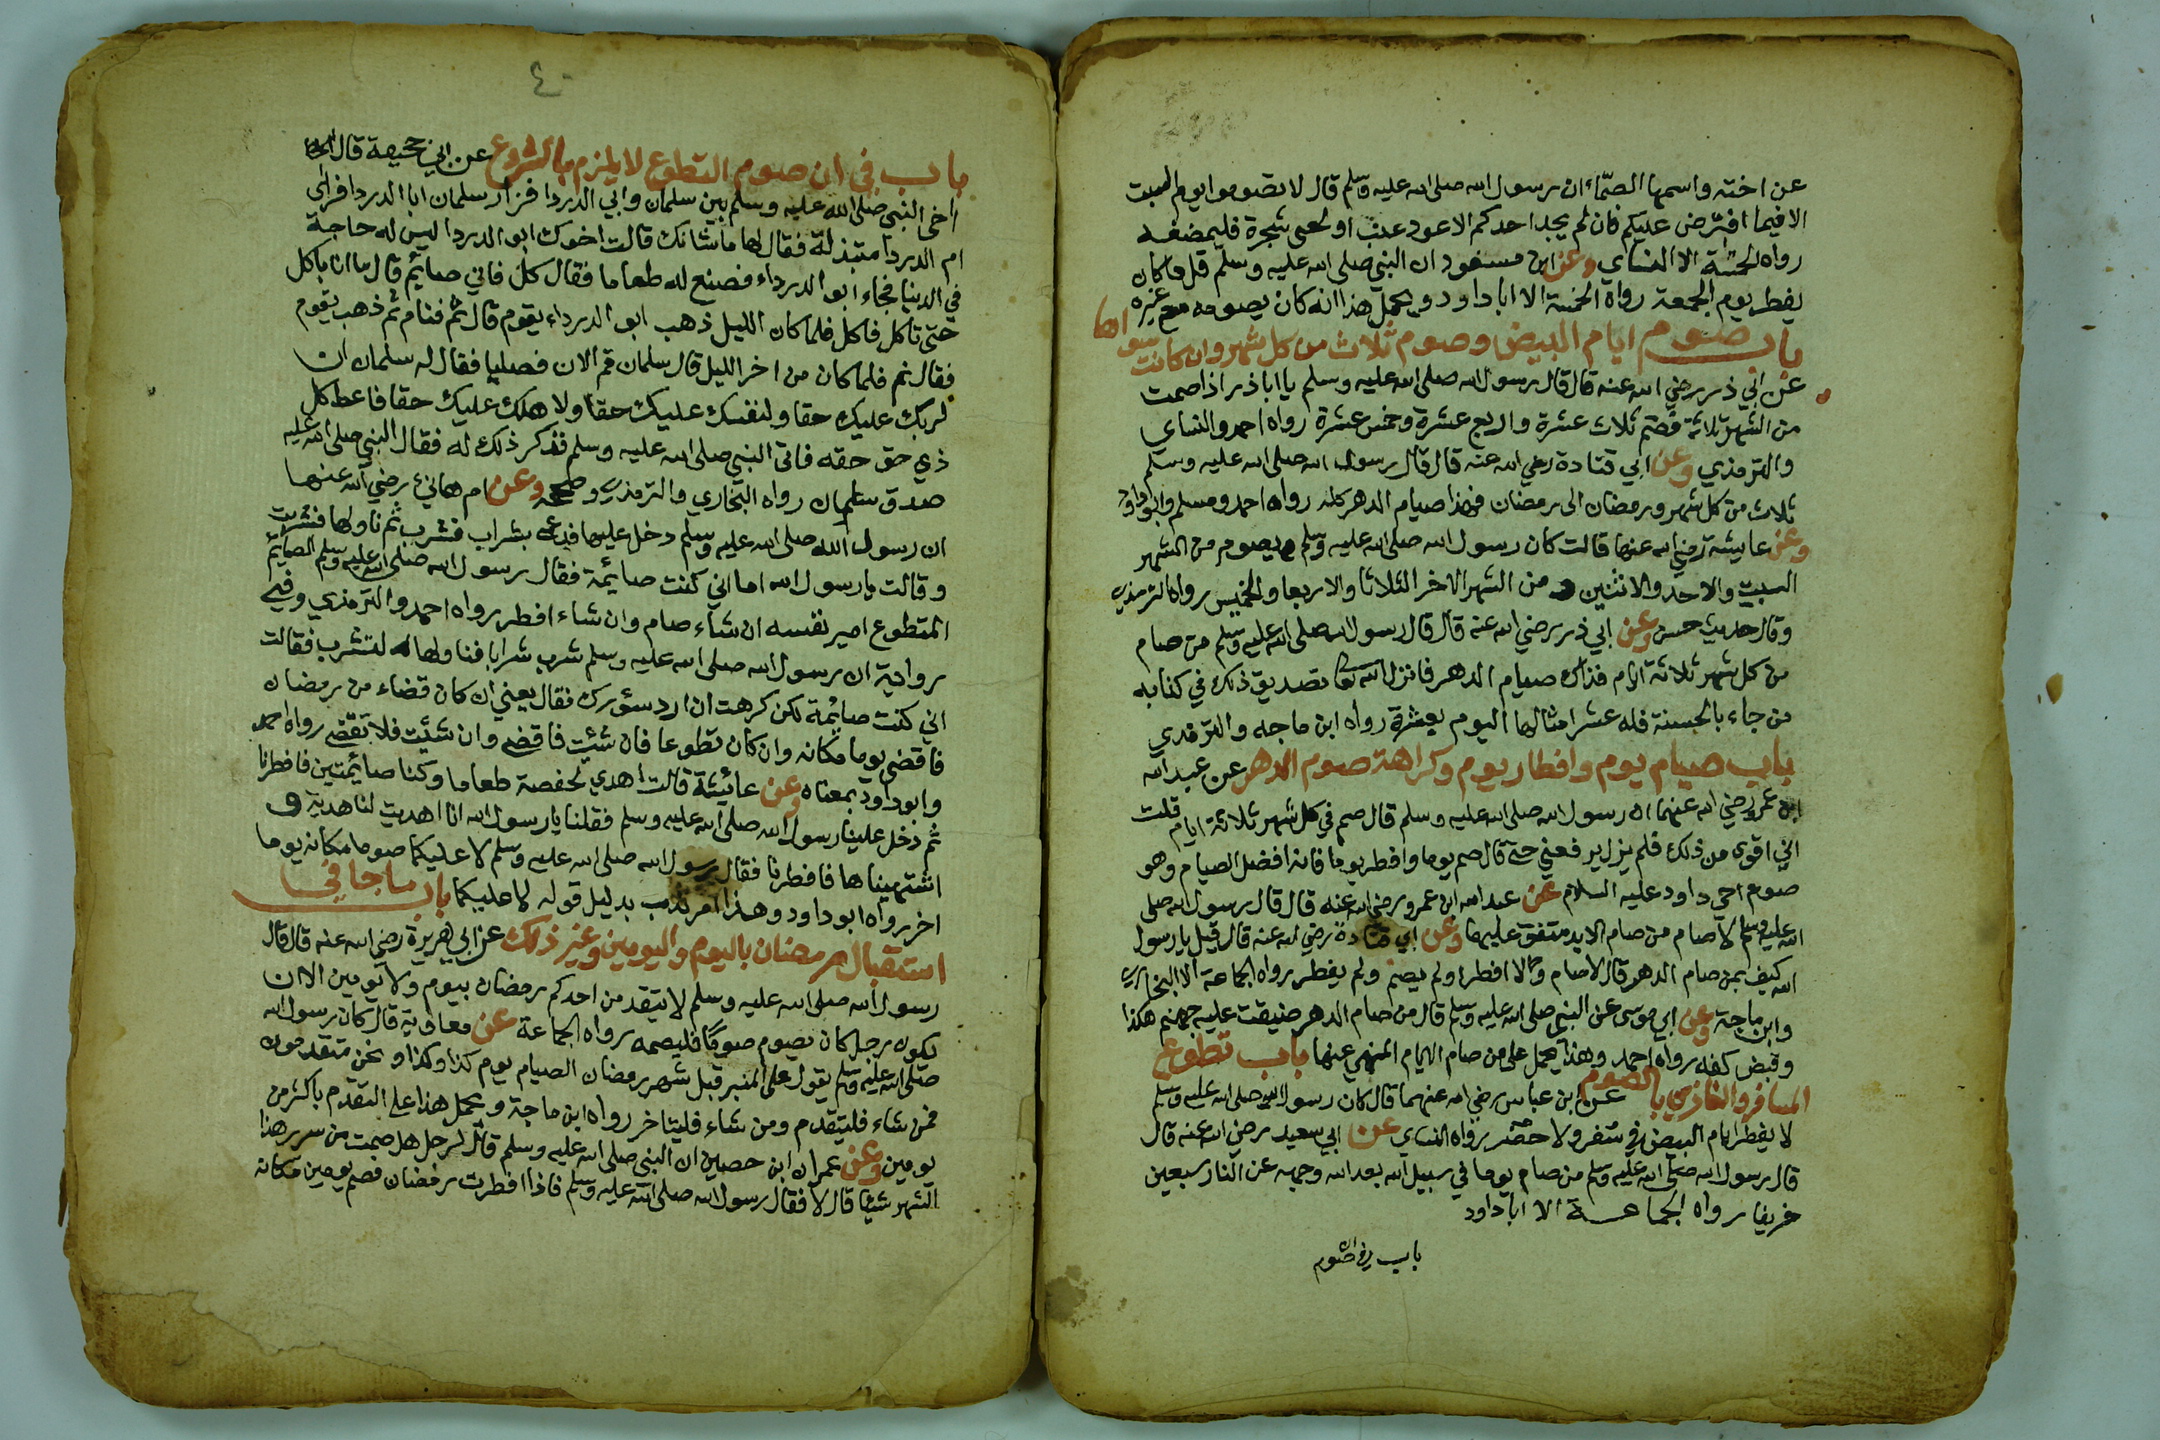 عن اخته واسمها الصّماء ان رسول الله صلى الله عليه وسلم قال لا تصوموا يوم السبت
الا فيما افترض عليكم فان لم يجد احدكم الا عود عنب او لحى شجرة فليمضغه
رواه الخمسة الا النساي وعن ابن مسعود ان النبي صلى الله عليه وسلم قل ما كان
يفطر يوم الجمعة رواه الخمسة الا ابا داود ويحمل هذا انه كان يصومه مع غيره
باب صوم ايام البيض وصوم ثلاث من كل شهر وان كانت سواها
عن ابي ذر رضي الله عنه قال قال رسول الله صلى الله عليه وسلم يا ابا ذر اذا صمت
من الشهر ثلاثة فصم ثلاث عشرة واربع عشرة وخمس عشرة رواه احمد والنساي
والترمذي وعن ابي قتادة رضي الله عنه قال قال رسول الله صلى الله عليه وسلم
ثلاث من كل شهر ورمضان الى رمضان فهذا صيام الدهر كله رواه احمد ومسلم وابو داود
وعن عايشة رضي الله عنها قالت كان رسول الله صلى الله عليه وسلم يصوم من الشهر
السبت والاحد والاثنين ومن الشهر الاخر الثلاثا والاربعا والخميس رواه الترمذي
وقال حديث حسن وعن ابي ذر رضي الله عنه قال قال رسول الله صلى الله عليه وسلم من صام
من كل شهر ثلاثة ايام فذاك صيام الدهر فانزل الله تصديق ذلك في كتابه
من جاء بالحسنة فله عشر امثالها اليوم بعشرة رواه ابن ماجه والترمذي
باب صيام يوم وافطار يوم وكراهة صوم الدهر عن عبد الله
ابن عمرو رضي الله عنهما ان رسول الله صلى الله عليه وسلم قال صم في كل شهر ثلاثة ايام قلت
اني اقوى من ذلك فلم يزل يرفعني حتى قال صم يوما وافطر يوما فانه افضل الصيام وهو
صوم اخي داود عليه السلام عن عبد الله ابن عمرو رضي الله عنه قال قال رسول الله صلى
الله عليه وسلم لا صام من صام الابد متفق عليهما وعن ابي قتادة رضي الله عنه قال قيل يا رسول
الله كيف بمن صام الدهر قال لا صام ولا افطر او لم يصم ولم يفطر رواه الجماعة الا البخاري
وابن ماجة وعن ابي موسى عن النبي صلى الله عليه وسلم قال من صام الدهر ضيقت عليه جهنم هكذا
وقبض كفه رواه احمد وهذا يحمل على من صام الايام المنهي عنها باب تطوع
المسافر والغازي بالصوم عن ابن عباس رضي الله عنهما قال كان رسول الله صلى الله عليه وسلم
لا يفطر ايام البيض في سفر ولا حضر رواه النساي عن ابي سعيد رضي الله عنه قال
قال رسول الله صلى الله عليه وسلم من صام يوما في سبيل الله بعد الله وجهه عن النار سبعين
خريفا رواه الجماعة الا ابا داود
باب في ان صوم
٤٠
باب في ان صوم التطوع لا يلزم بالشروع عن ابي جحيفة قال
اخى النبي صلى الله عليه وسلم بين سلمان وابي الدردا فزار سلمان ابا الدردا فراى
ام الدردا متبذلة فقال لها ما شانك قالت اخوك ابو الدردا ليس له حاجة
في الدنيا فجاء ابو الدرداء فصنع له طعاما فقال كل فاني صايم قال ما انا باكل
حتى تاكل فاكل فلما كان الليل ذهب ابو الدرداء يقوم قال نم فنام ثم ذهب يقوم
فقال نم فلما كان من اخر الليل قال سلمان قم الان فصليا فقال له سلمان ان
لربك عليك حقا ولنفسك عليك حقا ولاهلك عليك حقا فاعط كل
ذي حق حقه فاتى النبي صلى الله عليه وسلم فذكر ذلك له فقال النبي صلى الله عليه
صدق سلمان رواه البخاري والترمذي وصححه وعن ام هانئ رضي الله عنها
ان رسول الله صلى الله عليه وسلم دخل عليها فدعى بشراب فشرب ثم ناولها فشربت
وقالت يا رسول الله اما اني كنت صايمة فقال رسول الله صلى الله عليه وسلم الصايم
المتطوع امير نفسه ان شاء صام وان شاء افطر رواه احمد والترمذي وفي
رواية ان رسول الله صلى الله عليه وسلم شرب شرابا فناولها لتشرب فقالت
اني كنت صايمة لكن كرهت ان ارد سؤرك فقال يعني ان كان قضاء من رمضان
فاقضي يوما مكانه وان كان تطوعا فان شيت فاقضي وان شئت فلا تقضي رواه احمد
وابو داود بمعناه وعن عائشة قالت اهدي لحفصة طعاما وكنا صايمتين فافطرنا
ثم دخل علينا رسول الله صلى الله عليه وسلم فقلنا يا رسول الله انا اهديت لنا هدية و
اشتهيناها فافطرنا فقال رسول الله صلى الله عليه وسلم لا عليكما صوما مكانه يوما
اخر رواه ابو داود وهذا امر ندب بدليل قوله لا عليكما باب ما جا في
استقبال رمضان باليوم واليومين وغير ذلك عن ابي هريرة رضي الله عنه قال قال
رسول الله صلى الله عليه وسلم لا يتقدمن احدكم رمضان بيوم ولا يومين الا ان
يكون رجل كان يصوم صوما فليصمه رواه الجماعة عن معاوية قال كان رسول الله
صلى الله عليه وسلم يقول على المنبر قبل شهر رمضان الصيام يوم كذا وكذا ونحن متقدمون
فمن شاء فليتقدم ومن شاء فليتاخر رواه ابن ماجة ويحمل هذا على التقدم باكثر من
يومين وعن عمران ابن حصين ان النبي صلى الله عليه وسلم قال لرجل هل صمت من سرر هذا
الشهر شيئا قال لا فقال رسول الله صلى الله عليه وسلم فاذا افطرت رمضان فصم يومين مكانه